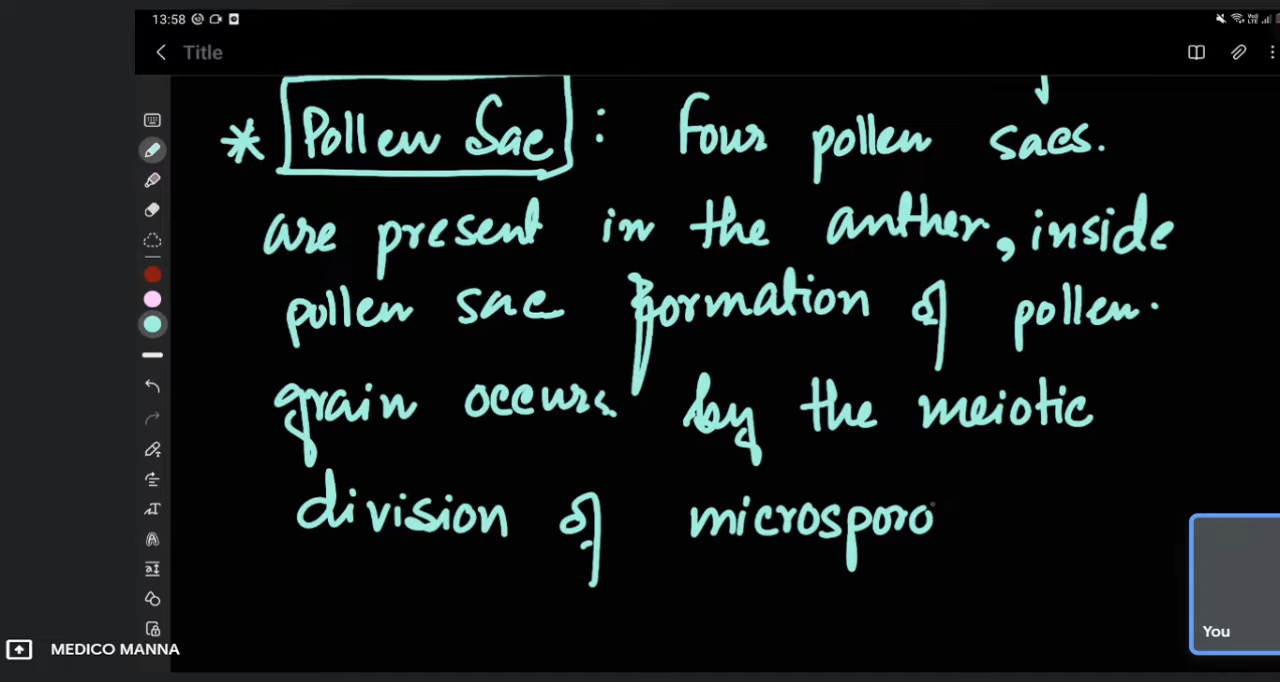 13:58
Title
* Pollen Sac : Four pollen sacs.
are present in the anther, inside
pollen sac formation of pollen.
grain occurs. by the meiotic
division of microsporo
You
MEDICO MANNA